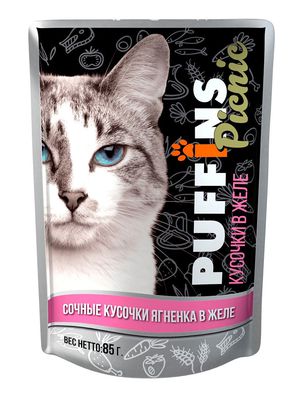 PUFFINS
Picnic
КУСОЧКИ В ЖЕЛЕ
СОЧНЫЕ КУСОЧКИ ЯГНЕНКА В ЖЕЛЕ
ВЕС НЕТТО: 85 Г.